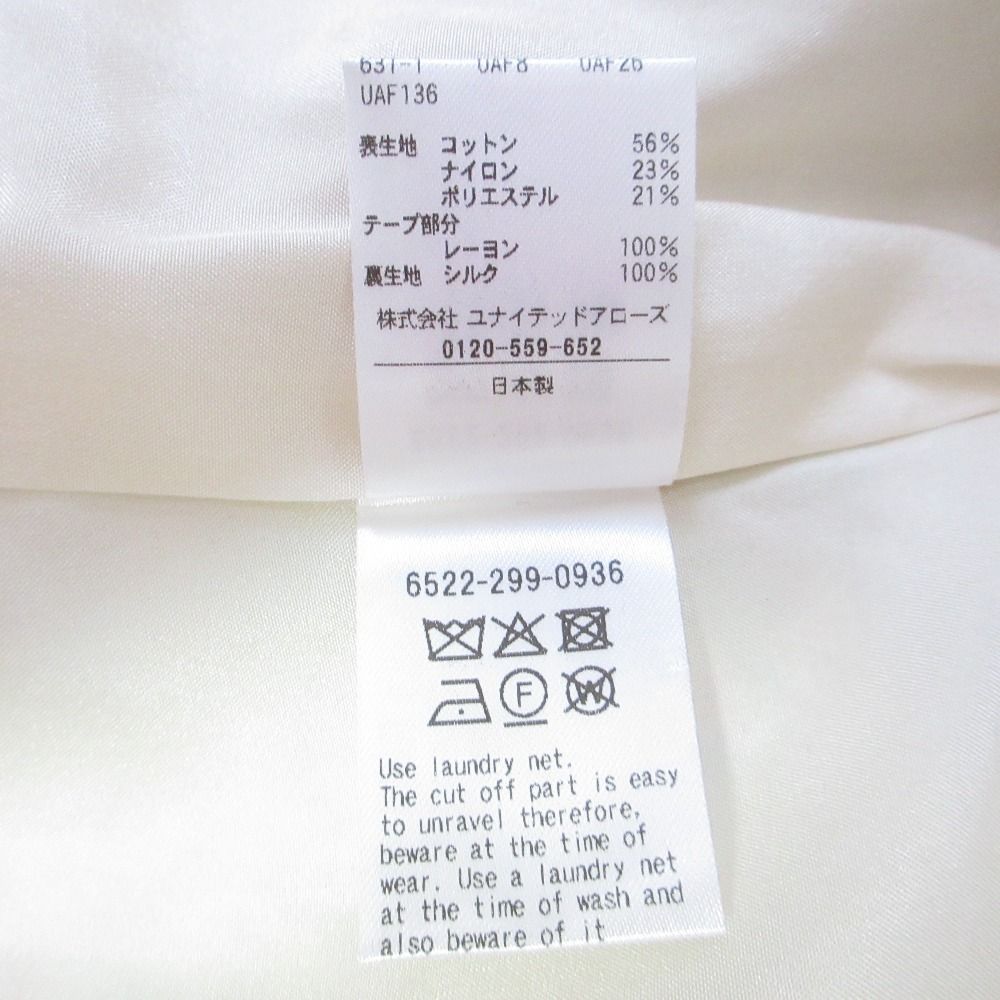 631-1 UAF8 UAF26
UAF136
表生地 コットン 56%
ナイロン 23%
ポリエステル 21%
テープ部分
レーヨン 100%
裏生地 シルク 100%
株式会社 ユナイテッドアローズ
0120-559-652
日本製
6522-299-0936
F W
Use laundry net.
The cut off part is easy
to unravel therefore,
beware at the time of
wear. Use a laundry net
at the time of wash and
also beware of it